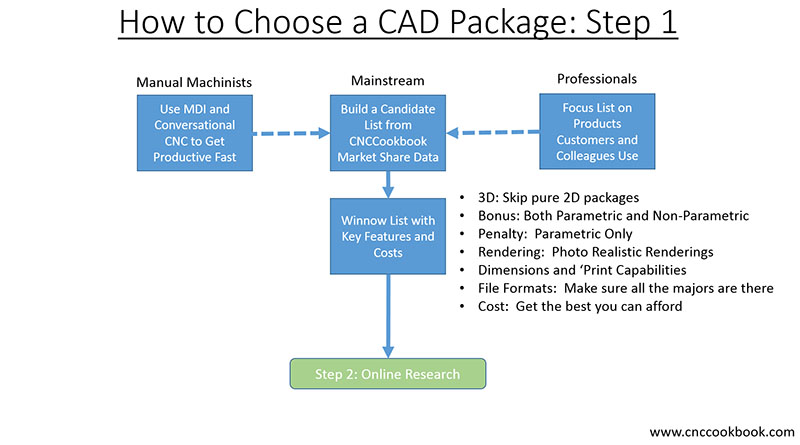 How to Choose a CAD Package: Step 1
Manual Machinists
Mainstream
Professionals
Use MDI and
Conversational
CNC to Get
Productive Fast
Build a Candidate
List from
CNCCookbook
Market Share Data
Focus List on
Products
Customers and
Colleagues Use
Winnow List with
Key Features and
Costs
• 3D: Skip pure 2D packages
• Bonus: Both Parametric and Non-Parametric
• Penalty: Parametric Only
• Rendering: Photo Realistic Renderings
• Dimensions and ‘Print Capabilities
• File Formats: Make sure all the majors are there
• Cost: Get the best you can afford
Step 2: Online Research
www.cnccookbook.com